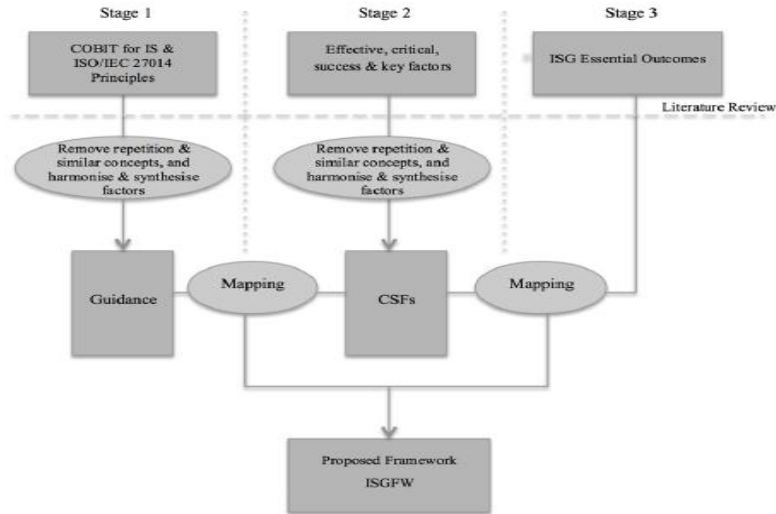 Stage 1
Stage 2
Stage 3
COBIT for IS &
ISO/IEC 27014
Principles
Effective, critical,
success & key factors
ISG Essential Outcomes
Literature Review
Remove repetition &
similar concepts, and
harmonise & synthesise
factors
Remove repetition &
similar concepts, and
harmonise & synthesise
factors
Guidance
Mapping
CSFs
Mapping
Proposed Framework
ISGFW